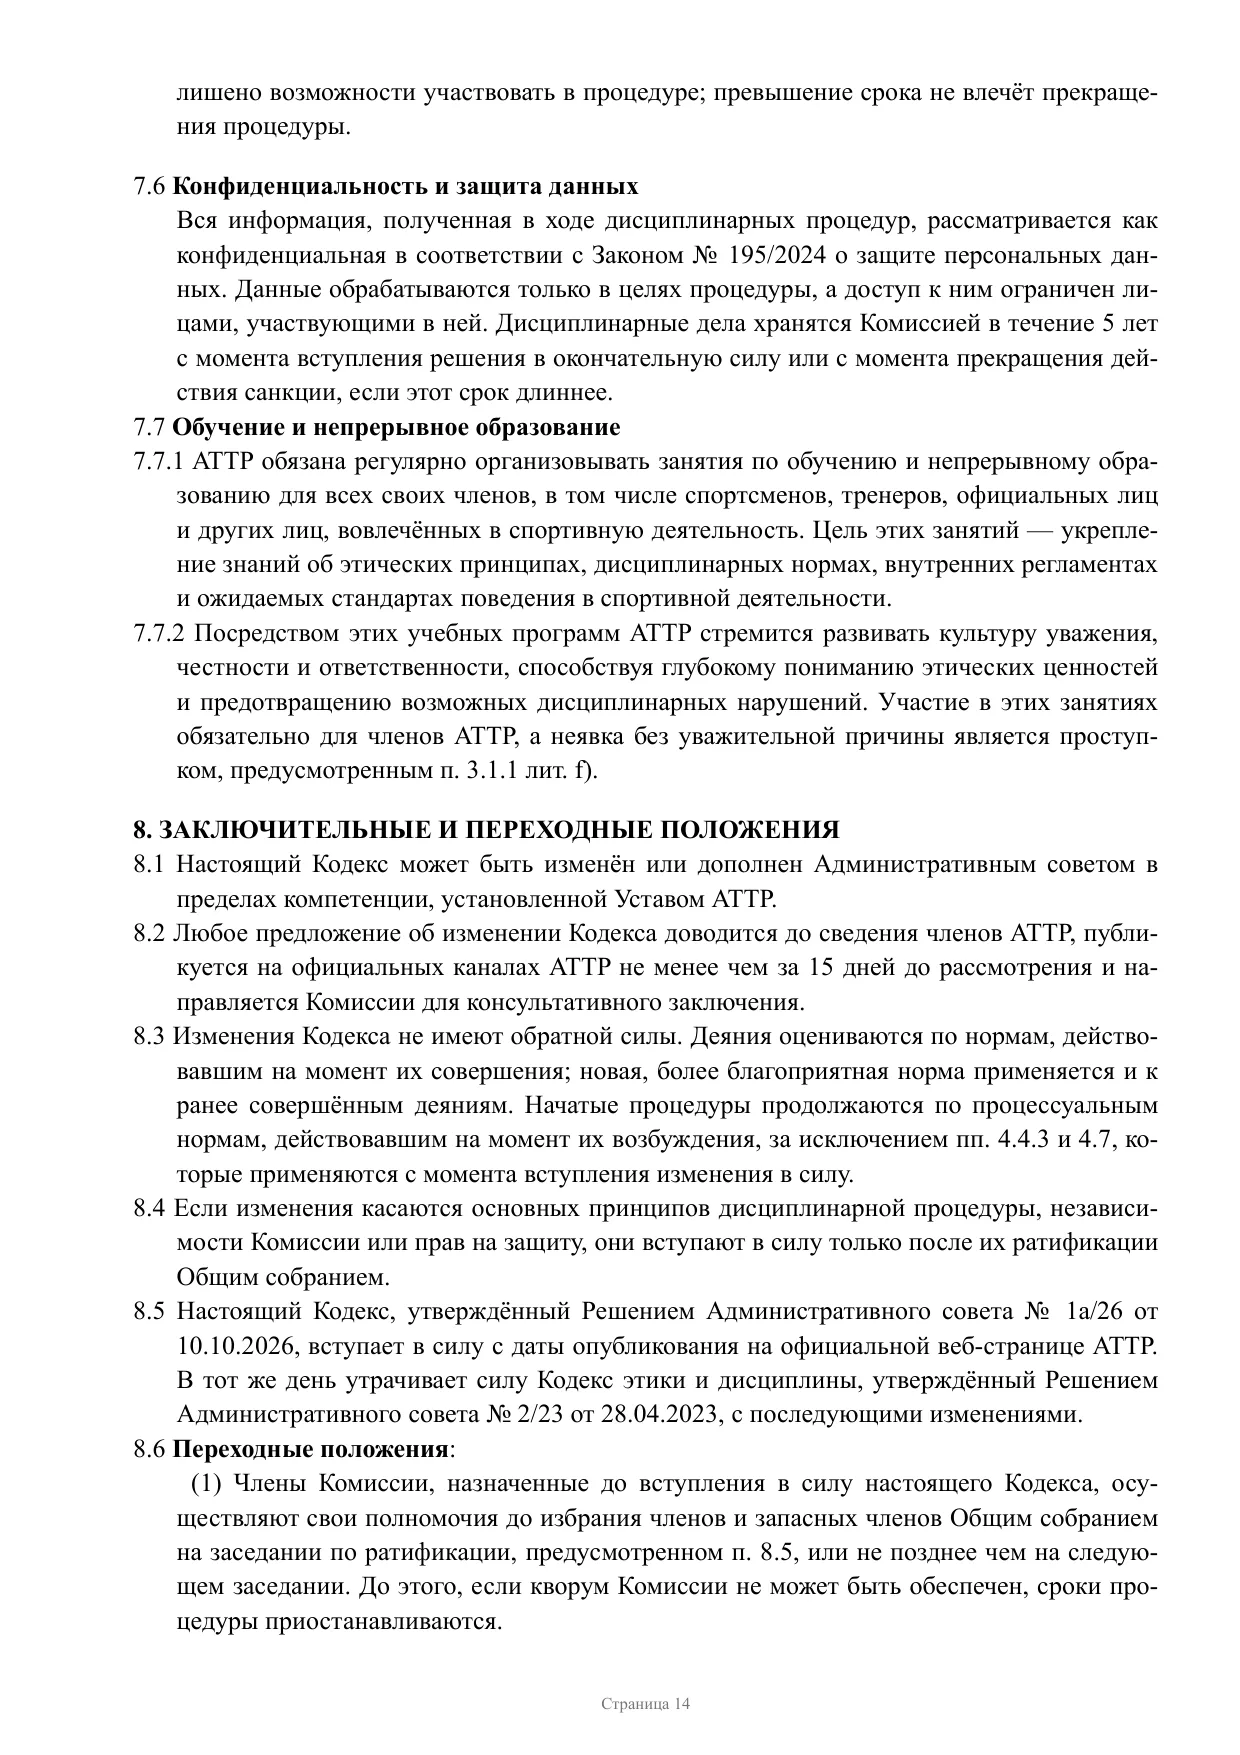 лишено возможности участвовать в процедуре; превышение срока не влечёт прекраще-
ния процедуры.
7.6 Конфиденциальность и защита данных
Вся информация, полученная в ходе дисциплинарных процедур, рассматривается как
конфиденциальная в соответствии с Законом № 195/2024 о защите персональных дан-
ных. Данные обрабатываются только в целях процедуры, а доступ к ним ограничен ли-
цами, участвующими в ней. Дисциплинарные дела хранятся Комиссией в течение 5 лет
с момента вступления решения в окончательную силу или с момента прекращения дей-
ствия санкции, если этот срок длиннее.
7.7 Обучение и непрерывное образование
7.7.1 АТТР обязана регулярно организовывать занятия по обучению и непрерывному обра-
зованию для всех своих членов, в том числе спортсменов, тренеров, официальных лиц
и других лиц, вовлечённых в спортивную деятельность. Цель этих занятий — укрепле-
ние знаний об этических принципах, дисциплинарных нормах, внутренних регламентах
и ожидаемых стандартах поведения в спортивной деятельности.
7.7.2 Посредством этих учебных программ АТТР стремится развивать культуру уважения,
честности и ответственности, способствуя глубокому пониманию этических ценностей
и предотвращению возможных дисциплинарных нарушений. Участие в этих занятиях
обязательно для членов АТТР, а неявка без уважительной причины является проступ-
ком, предусмотренным п. 3.1.1 лит. f).
8. ЗАКЛЮЧИТЕЛЬНЫЕ И ПЕРЕХОДНЫЕ ПОЛОЖЕНИЯ
8.1 Настоящий Кодекс может быть изменён или дополнен Административным советом в
пределах компетенции, установленной Уставом АТТР.
8.2 Любое предложение об изменении Кодекса доводится до сведения членов АТТР, публи-
куется на официальных каналах АТТР не менее чем за 15 дней до рассмотрения и на-
правляется Комиссии для консультативного заключения.
8.3 Изменения Кодекса не имеют обратной силы. Деяния оцениваются по нормам, действо-
вавшим на момент их совершения; новая, более благоприятная норма применяется и к
ранее совершённым деяниям. Начатые процедуры продолжаются по процессуальным
нормам, действовавшим на момент их возбуждения, за исключением пп. 4.4.3 и 4.7, ко-
торые применяются с момента вступления изменения в силу.
8.4 Если изменения касаются основных принципов дисциплинарной процедуры, независи-
мости Комиссии или прав на защиту, они вступают в силу только после их ратификации
Общим собранием.
8.5 Настоящий Кодекс, утверждённый Решением Административного совета № 1a/26 от
10.10.2026, вступает в силу с даты опубликования на официальной веб-странице АТТР.
В тот же день утрачивает силу Кодекс этики и дисциплины, утверждённый Решением
Административного совета № 2/23 от 28.04.2023, с последующими изменениями.
8.6 Переходные положения:
(1) Члены Комиссии, назначенные до вступления в силу настоящего Кодекса, осу-
ществляют свои полномочия до избрания членов и запасных членов Общим собранием
на заседании по ратификации, предусмотренном п. 8.5, или не позднее чем на следую-
щем заседании. До этого, если кворум Комиссии не может быть обеспечен, сроки про-
цедуры приостанавливаются.
Страница 14